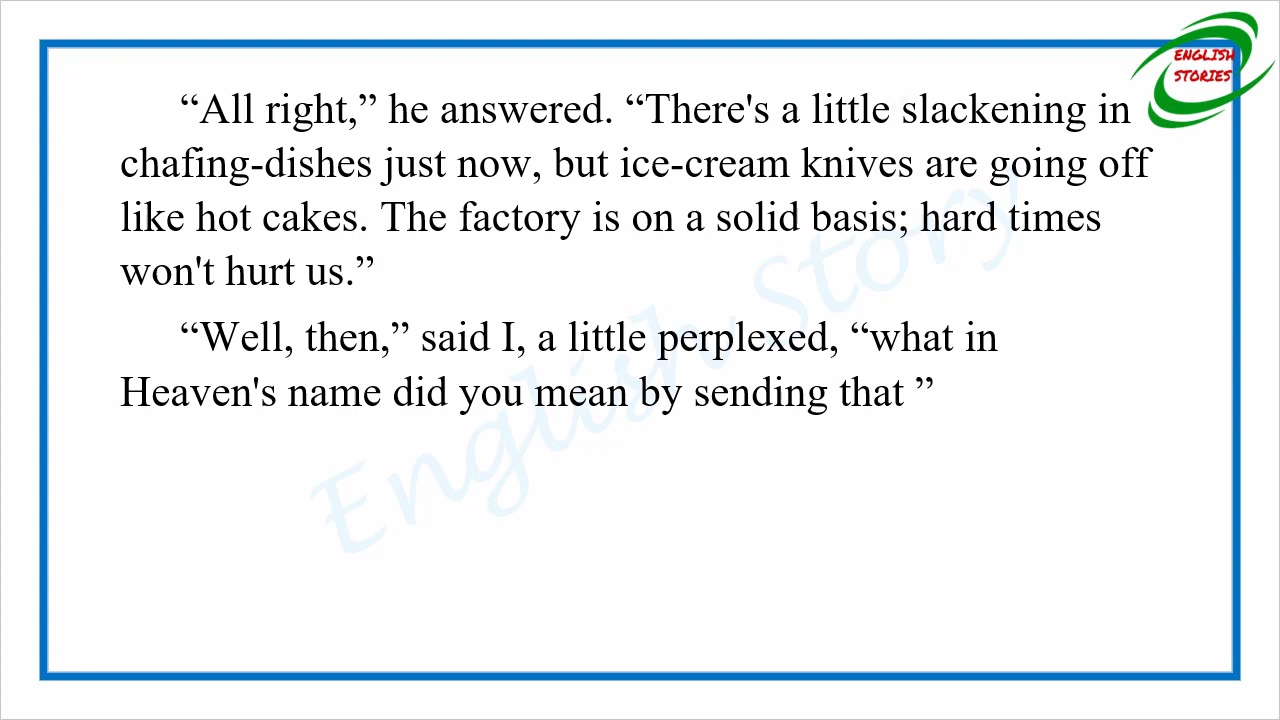 ENGLISH
STORIES
“All right,” he answered. “There's a little slackening in
chafing-dishes just now, but ice-cream knives are going off
like hot cakes. The factory is on a solid basis; hard times
won't hurt us.”
“Well, then,” said I, a little perplexed, “what in
Heaven's name did you mean by sending that ”
English Story